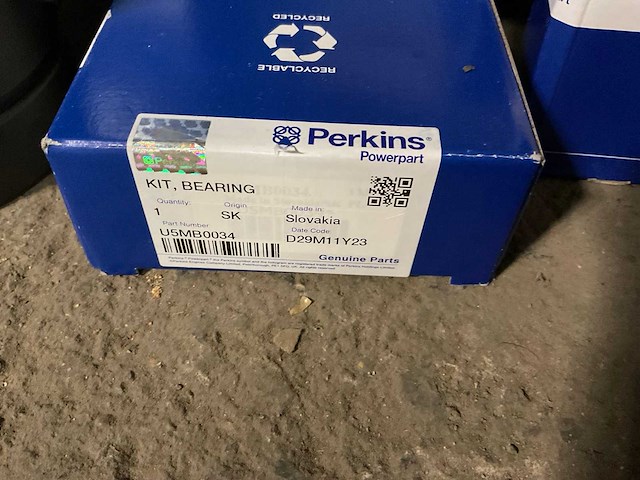 RECYCLED
RECYCLABLE
Perkins®
Powerpart
KIT, BEARING
Quantity: Origin Made in:
1 SK Slovakia
Part Number Date Code:
U5MB0034 D29M11Y23
Genuine Parts